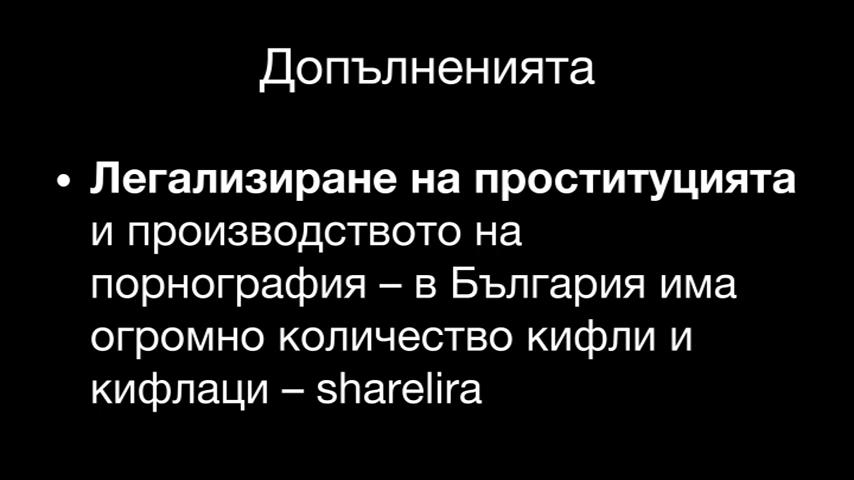 Допълненията
• Легализиране на проституцията
и производството на
порнография – в България има
огромно количество кифли и
кифлаци – sharelira